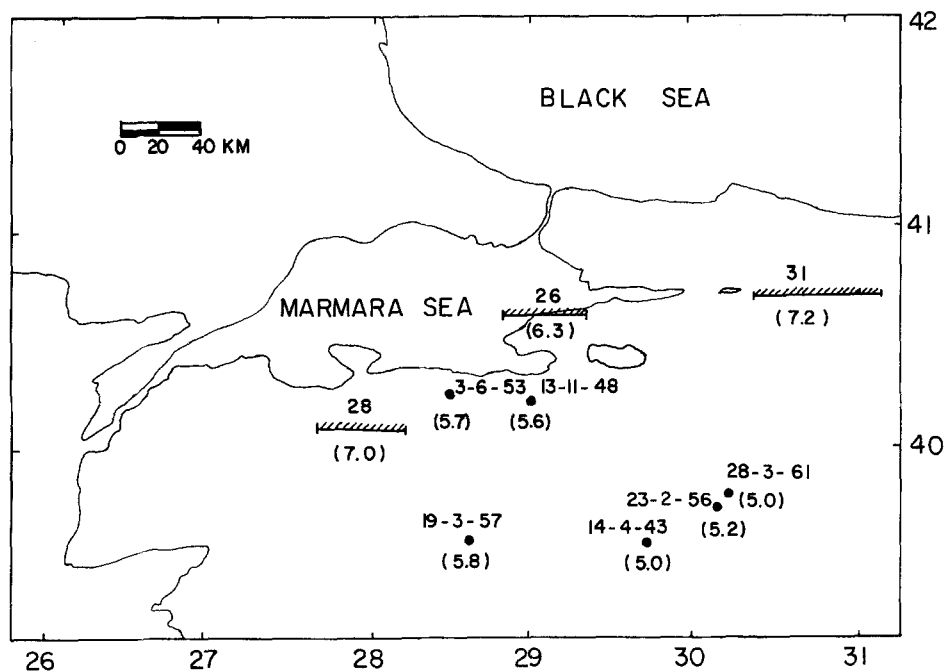 42
BLACK SEA
0 20 40 KM
41
31
26
MARMARA SEA
(6.3)
(7.2)
3-6-53 13-11-48
28
(5.7) (5.6)
(7.0)
40
28-3-61
23-2-56 (5.0)
19-3-57 14-4-43 (5.2)
(5.8) (5.0)
26 27 28 29 30 31